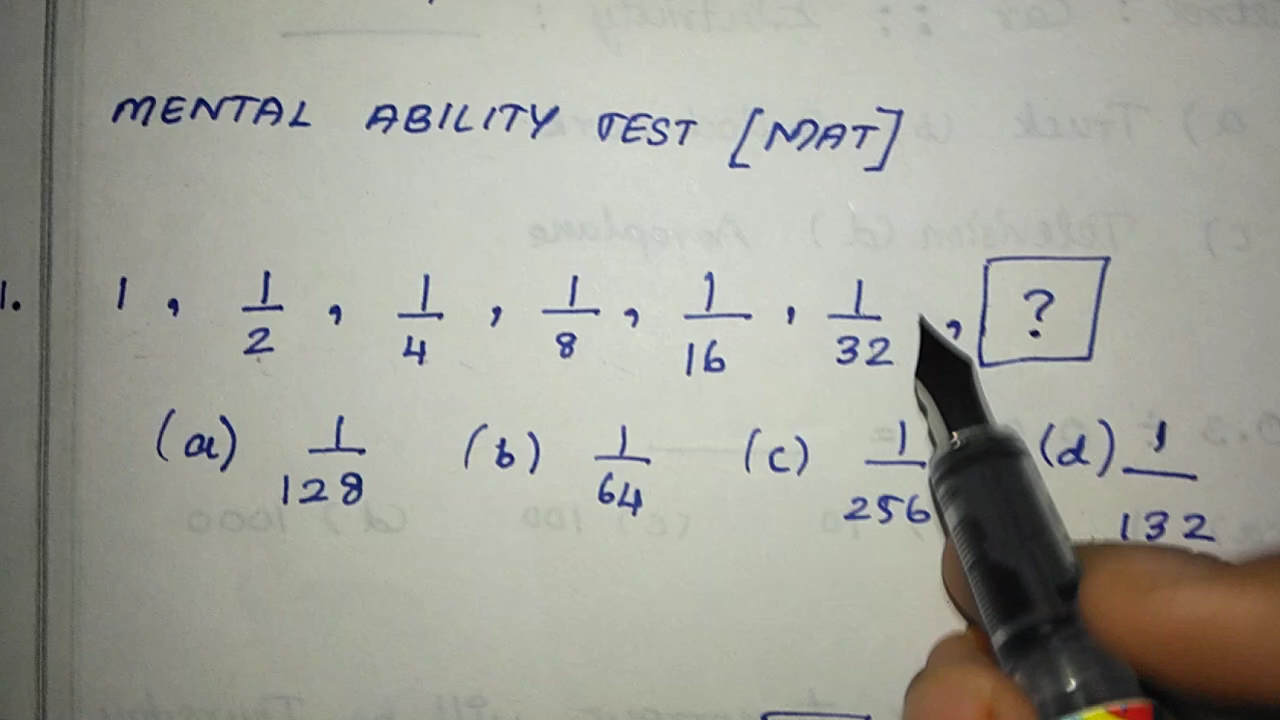 MENTAL ABILITY TEST [MAT]
1. 1, 1/2, 1/4, 1/8, 1/16, 1/32, ?
(a) 1/128 (b) 1/64 (c) 1/256 (d) 1/132